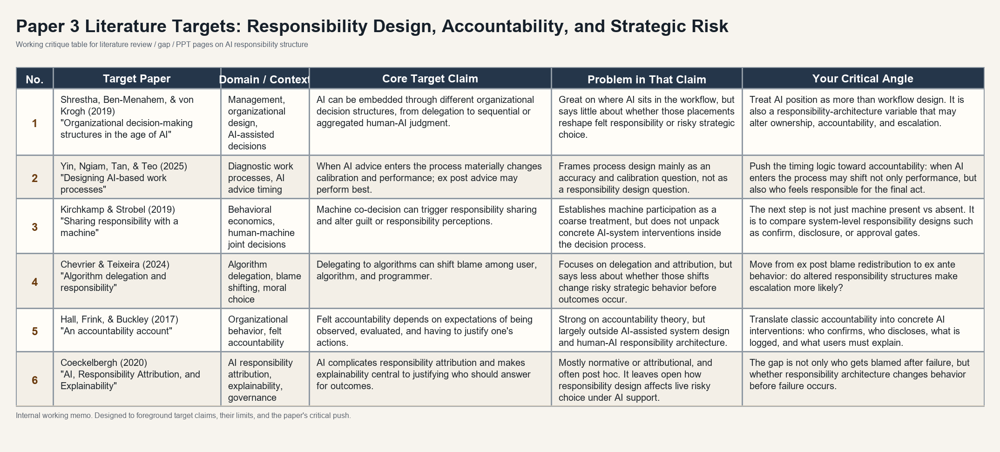 Paper 3 Literature Targets: Responsibility Design, Accountability, and Strategic Risk
Working critique table for literature review / gap / PPT pages on AI responsibility structure
No.
Target Paper
Domain / Context
Core Target Claim
Problem in That Claim
Your Critical Angle
1
Shrestha, Ben-Menahem, & von
Krogh (2019)
"Organizational decision-making
structures in the age of AI"
Management,
organizational
design,
AI-assisted
decisions
AI can be embedded through different organizational
decision structures, from delegation to sequential or
aggregated human-AI judgment.
Great on where AI sits in the workflow, but
says little about whether those placements
reshape felt responsibility or risky strategic
choice.
Treat AI position as more than workflow design. It is
also a responsibility-architecture variable that may
alter ownership, accountability, and escalation.
2
Yin, Ngiam, Tan, & Teo (2025)
"Designing AI-based work
processes"
Diagnostic work
processes, AI
advice timing
When AI advice enters the process materially changes
calibration and performance; ex post advice may
perform best.
Frames process design mainly as an
accuracy and calibration question, not as
a responsibility design question.
Push the timing logic toward accountability: when AI
enters the process may shift not only performance, but
also who feels responsible for the final act.
3
Kirchkamp & Strobel (2019)
"Sharing responsibility with a
machine"
Behavioral
economics,
human-machine
joint decisions
Machine co-decision can trigger responsibility sharing
and alter guilt or responsibility perceptions.
Establishes machine participation as a
coarse treatment, but does not unpack
concrete AI-system interventions inside
the decision process.
The next step is not just machine present vs absent. It
is to compare system-level responsibility designs such
as confirm, disclosure, or approval gates.
4
Chevrier & Teixeira (2024)
"Algorithm delegation and
responsibility"
Algorithm
delegation, blame
shifting, moral
choice
Delegating to algorithms can shift blame among user,
algorithm, and programmer.
Focuses on delegation and attribution, but
says less about whether those shifts
change risky strategic behavior before
outcomes occur.
Move from ex post blame redistribution to ex ante
behavior: do altered responsibility structures make
escalation more likely?
5
Hall, Frink, & Buckley (2017)
"An accountability account"
Organizational
behavior, felt
accountability
Felt accountability depends on expectations of being
observed, evaluated, and having to justify one's
actions.
Strong on accountability theory, but
largely outside AI-assisted system design
and human-AI responsibility architecture.
Translate classic accountability into concrete AI
interventions: who confirms, who discloses, what is
logged, and what users must explain.
6
Coeckelbergh (2020)
"AI, Responsibility Attribution, and
Explainability"
AI responsibility
attribution,
explainability,
governance
AI complicates responsibility attribution and makes
explainability central to justifying who should answer
for outcomes.
Mostly normative or attributional, and
often post hoc. It leaves open how
responsibility design affects live risky
choice under AI support.
The gap is not only who gets blamed after failure, but
whether responsibility architecture changes behavior
before failure occurs.
Internal working memo. Designed to foreground target claims, their limits, and the paper's critical push.